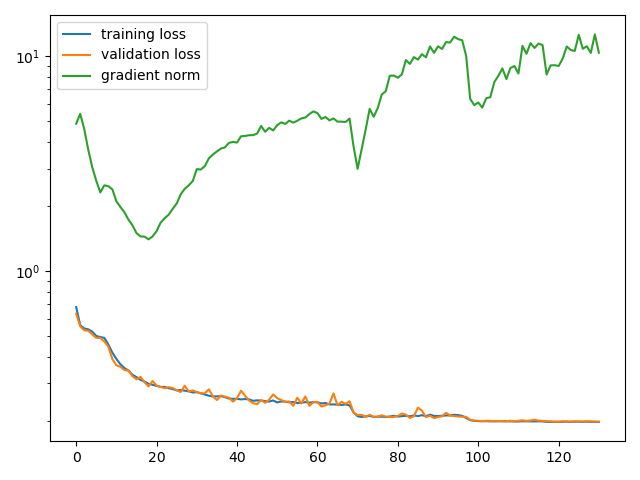 training loss
validation loss
gradient norm
10¹
10⁰
0 20 40 60 80 100 120